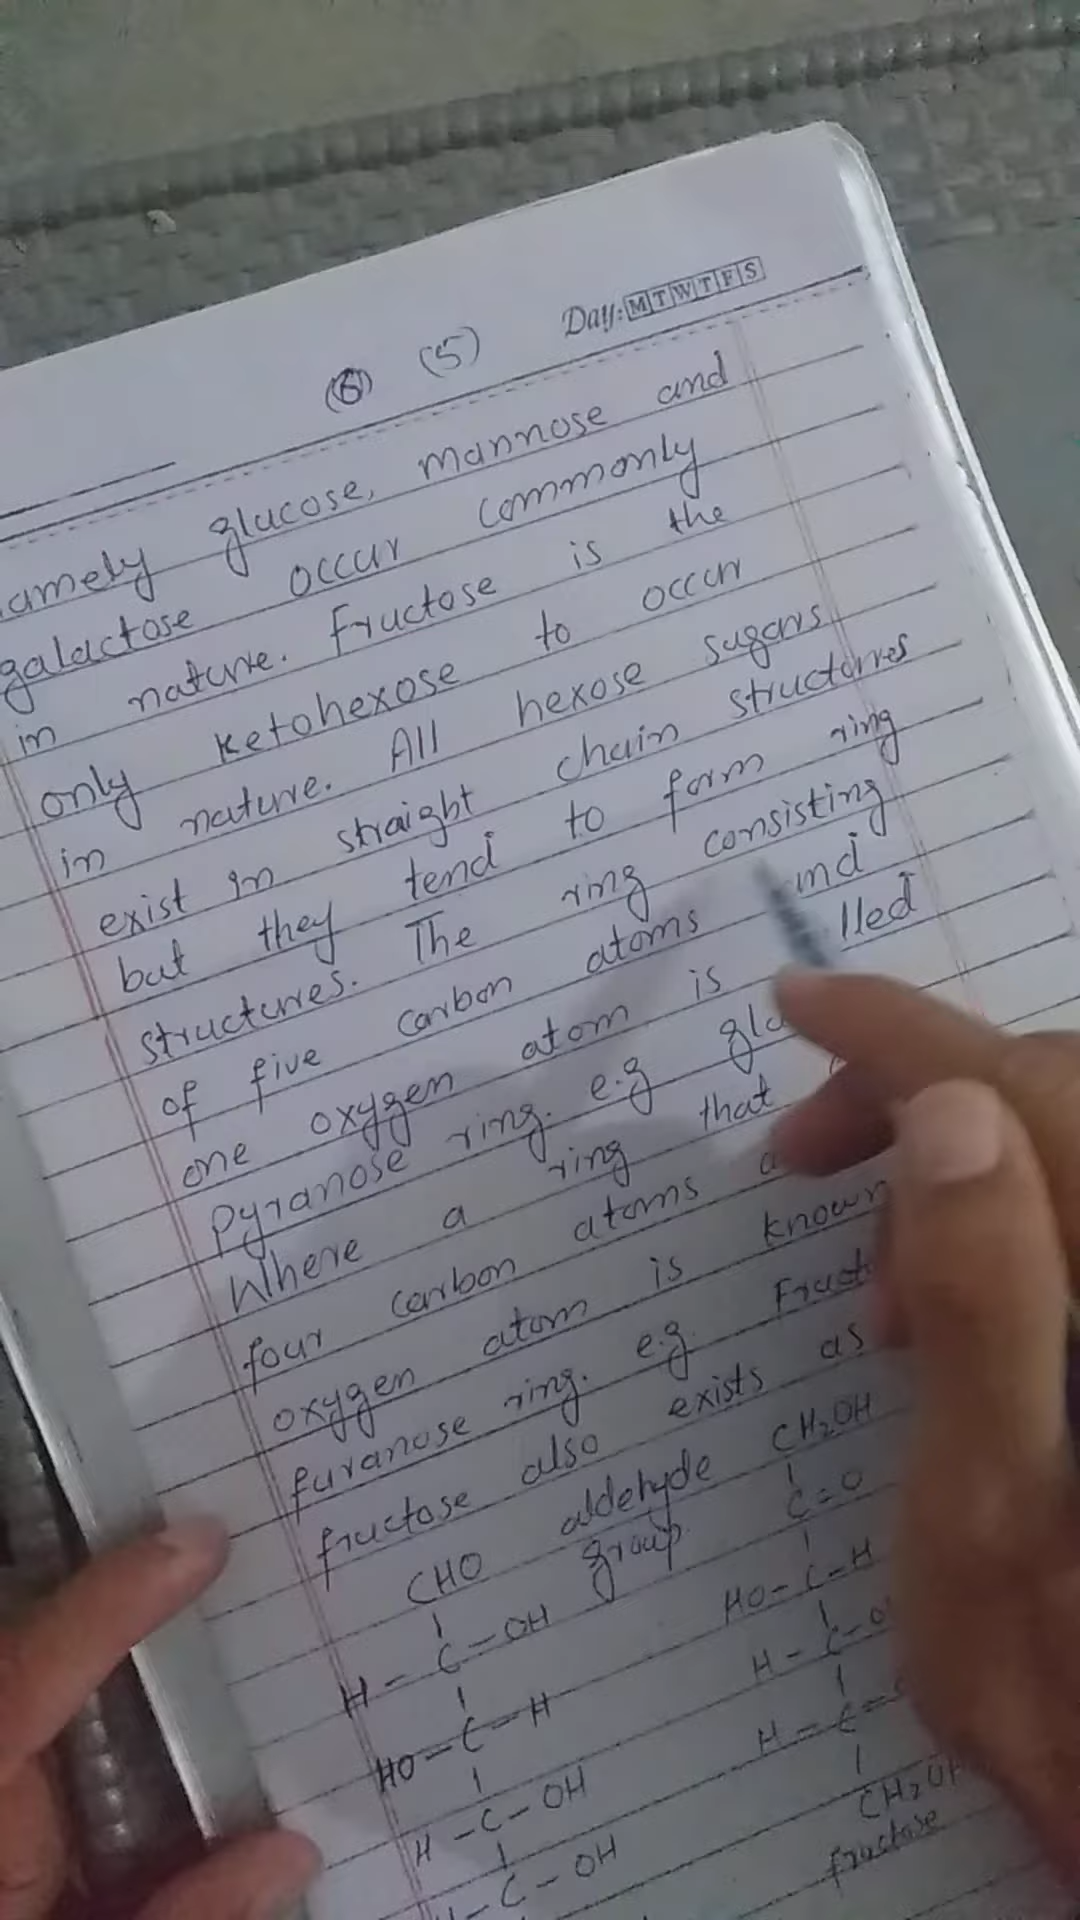 Day: M T W T F S
(6) (5)
glucose, mannose and
galactose occur commonly
in nature. Fructose is the
only ketohexose to occur
in nature. All hexose sugars
exist in straight chain structures
but they tend to form ring
structures. The ring consisting
of five carbon atoms
one oxygen atom is
pyranose ring. e.g
Where a ring that
four carbon atoms
oxygen atom is known
furanose ring. e.g.
fructose also exists as
CHO aldehyde CH2OH
group C=O
H-C-OH HO-C-H
HO-C-H H-C-
H-C-OH H-C-
C-OH CH2OH
fructose